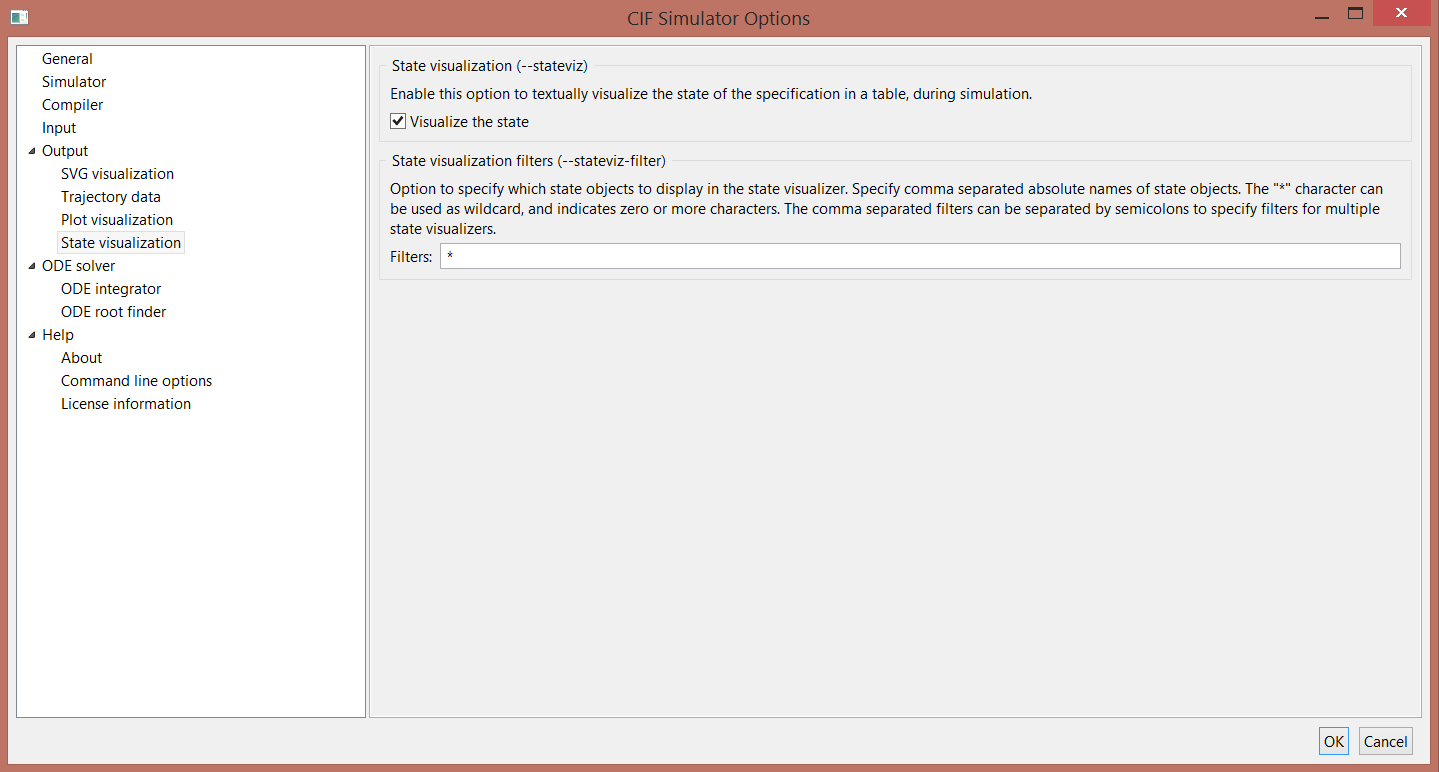 CIF Simulator Options
General
Simulator
Compiler
Input
Output
SVG visualization
Trajectory data
Plot visualization
State visualization
ODE solver
ODE integrator
ODE root finder
Help
About
Command line options
License information
State visualization (--stateviz)
Enable this option to textually visualize the state of the specification in a table, during simulation.
Visualize the state
State visualization filters (--stateviz-filter)
Option to specify which state objects to display in the state visualizer. Specify comma separated absolute names of state objects. The "*" character can
be used as wildcard, and indicates zero or more characters. The comma separated filters can be separated by semicolons to specify filters for multiple
state visualizers.
Filters: *
OK Cancel